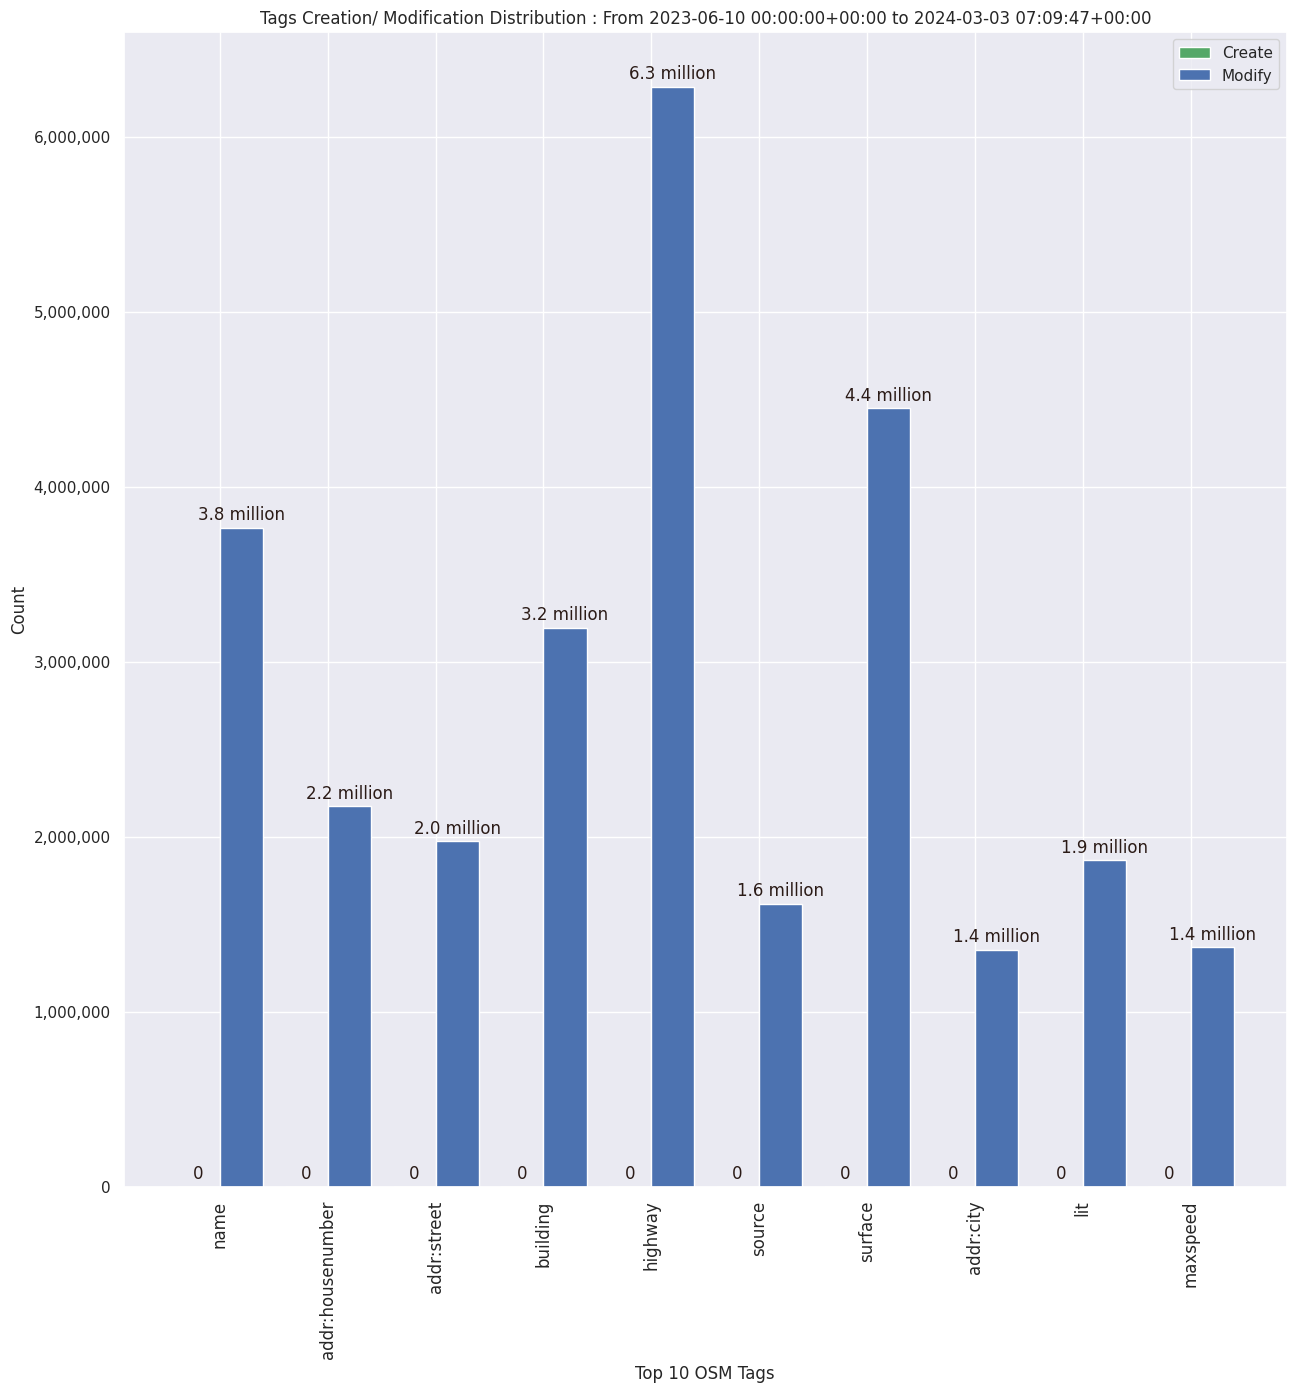 Tags Creation/ Modification Distribution : From 2023-06-10 00:00:00+00:00 to 2024-03-03 07:09:47+00:00
Create
Modify
6.3 million
6,000,000
5,000,000
4.4 million
4,000,000
3.8 million
3.2 million
3,000,000
2.2 million
2.0 million
2,000,000
1.9 million
1.6 million
1.4 million
1.4 million
1,000,000
0 0 0 0 0 0 0 0 0 0
0
Count
name
addr:housenumber
addr:street
building
highway
source
surface
addr:city
lit
maxspeed
Top 10 OSM Tags